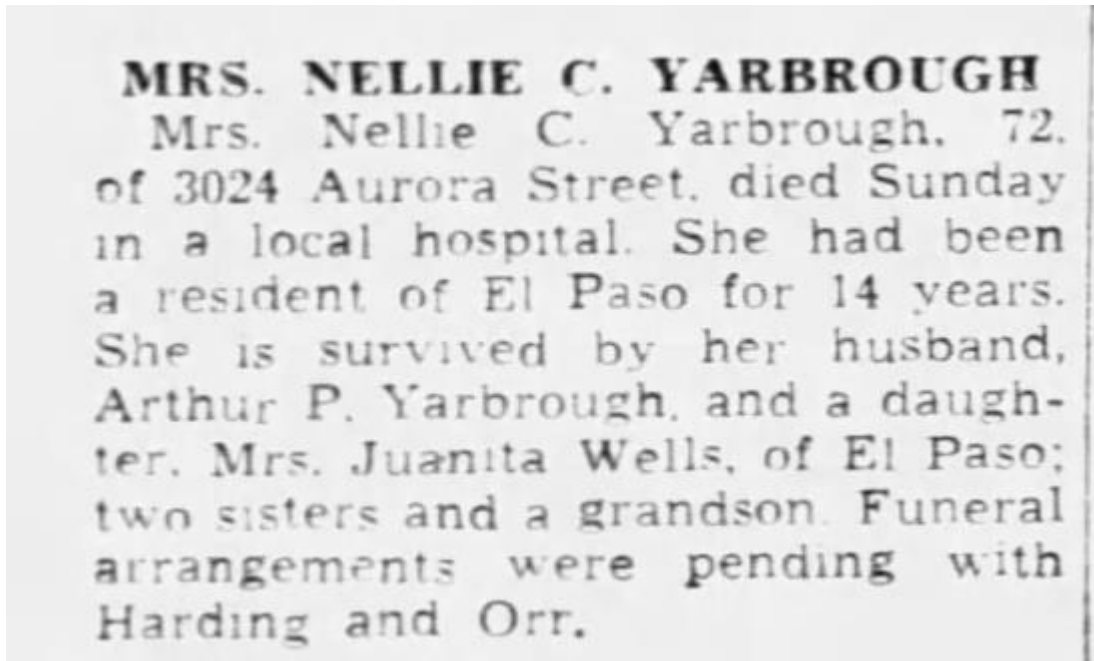 MRS. NELLIE C. YARBROUGH
Mrs. Nellie C. Yarbrough, 72,
of 3024 Aurora Street, died Sunday
in a local hospital. She had been
a resident of El Paso for 14 years.
She is survived by her husband,
Arthur P. Yarbrough, and a daugh-
ter, Mrs. Juanita Wells, of El Paso;
two sisters and a grandson. Funeral
arrangements were pending with
Harding and Orr.